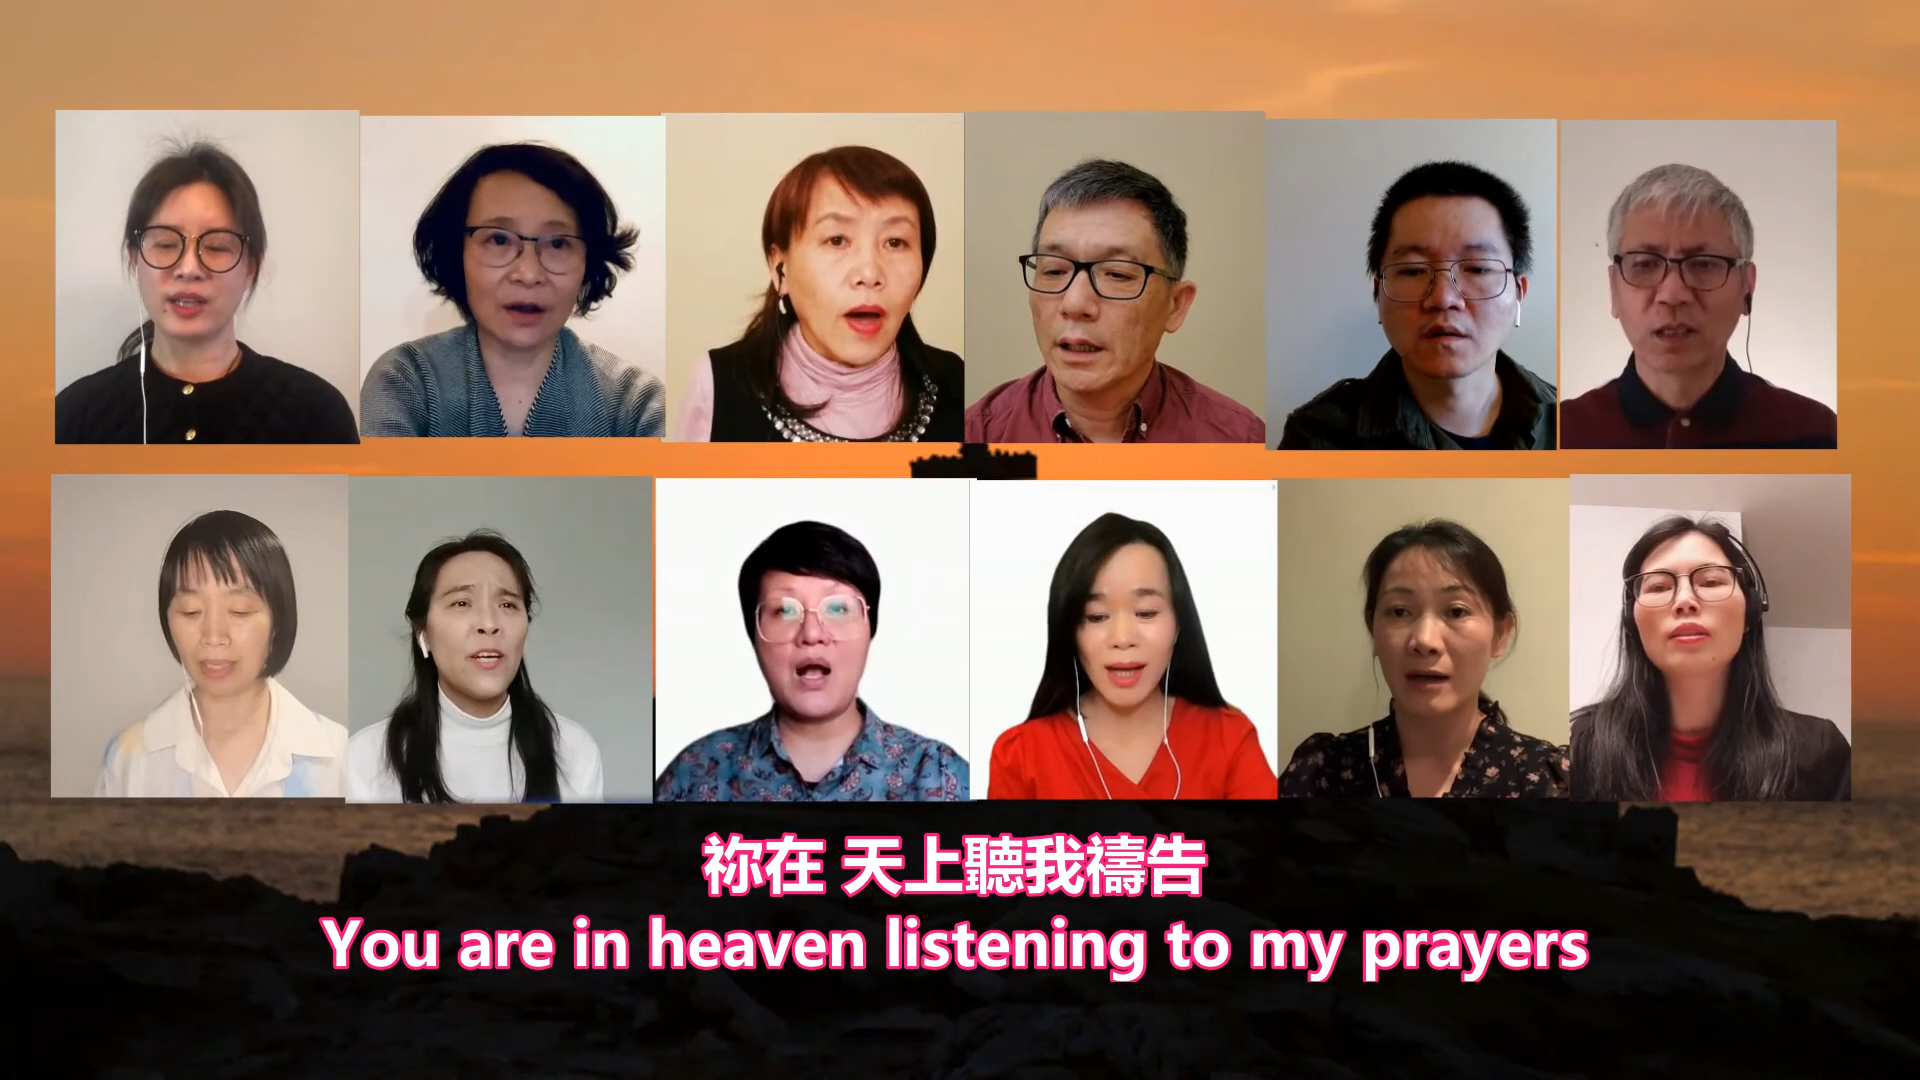 祢在 天上聽我禱告
You are in heaven listening to my prayers